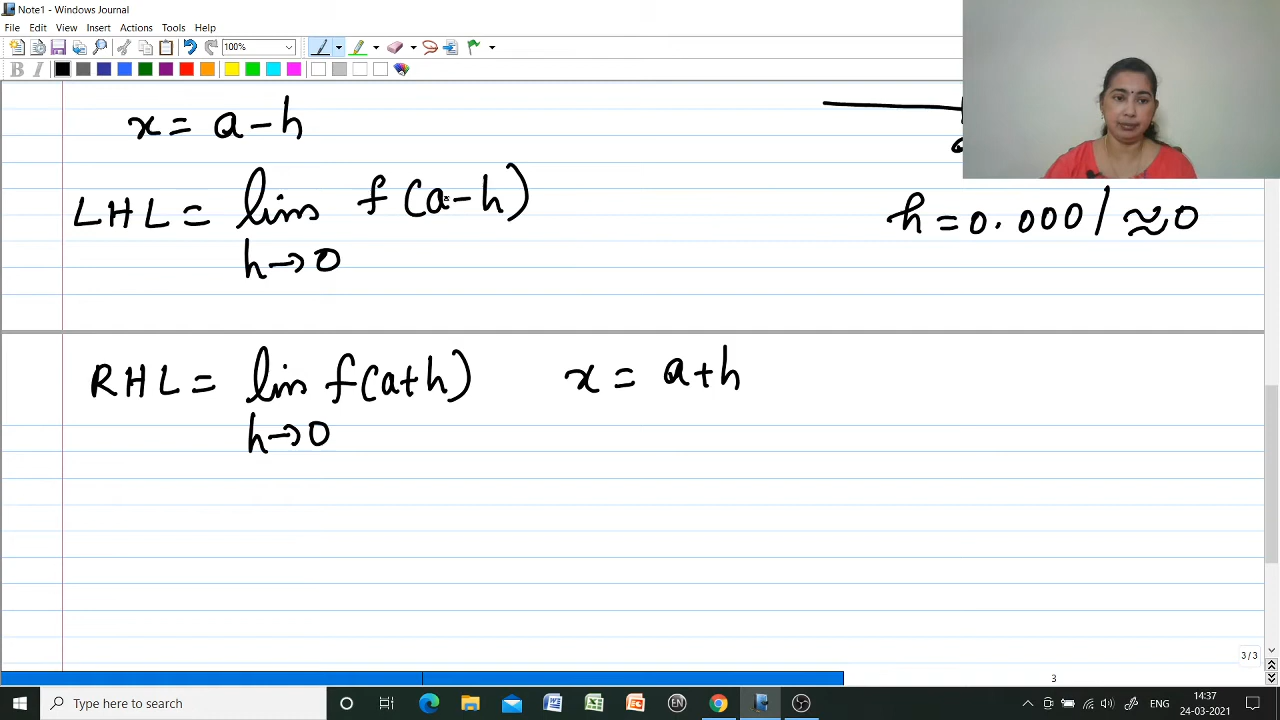 Note1 - Windows Journal
File Edit View Insert Actions Tools Help
100%
B I
x = a-h
LHL = lim f(a-h)
h→0
h = 0.0001 ≈ 0
RHL = lim f(a+h) x = a+h
h→0
3/3
3
Type here to search
ENG
14:37
24-03-2021